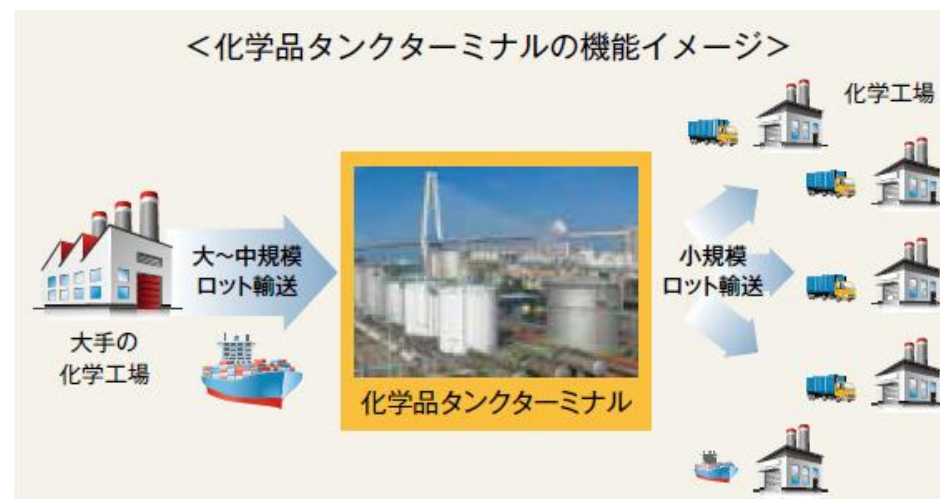 ＜化学品タンクターミナルの機能イメージ＞
化学工場
大〜中規模
ロット輸送
小規模
ロット輸送
大手の
化学工場
化学品タンクターミナル